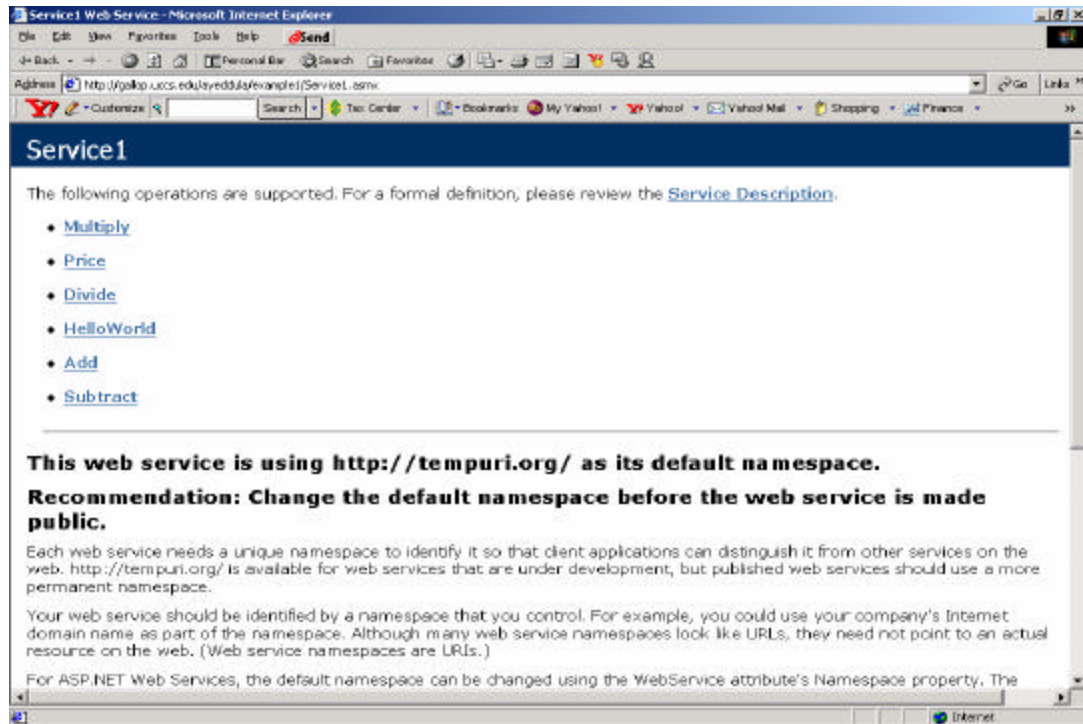 Service1 Web Service - Microsoft Internet Explorer
File Edit View Favorites Tools Help Send
Back Personal Bar Search Favorites
Address Go Links
Customize Search Tax Center Bookmarks My Yahoo! Yahoo! Yahoo! Mail Shopping Finance
Service1
The following operations are supported. For a formal definition, please review the Service Description.
Multiply
Price
Divide
HelloWorld
Add
Subtract
This web service is using http://tempuri.org/ as its default namespace.
Recommendation: Change the default namespace before the web service is made
public.
Each web service needs a unique namespace to identify it so that client applications can distinguish it from other services on the
web. http://tempuri.org/ is available for web services that are under development, but published web services should use a more
permanent namespace.
Your web service should be identified by a namespace that you control. For example, you could use your company's Internet
domain name as part of the namespace. Although many web service namespaces look like URLs, they need not point to an actual
resource on the web. (Web service namespaces are URIs.)
For ASP.NET Web Services, the default namespace can be changed using the WebService attribute's Namespace property. The
Internet